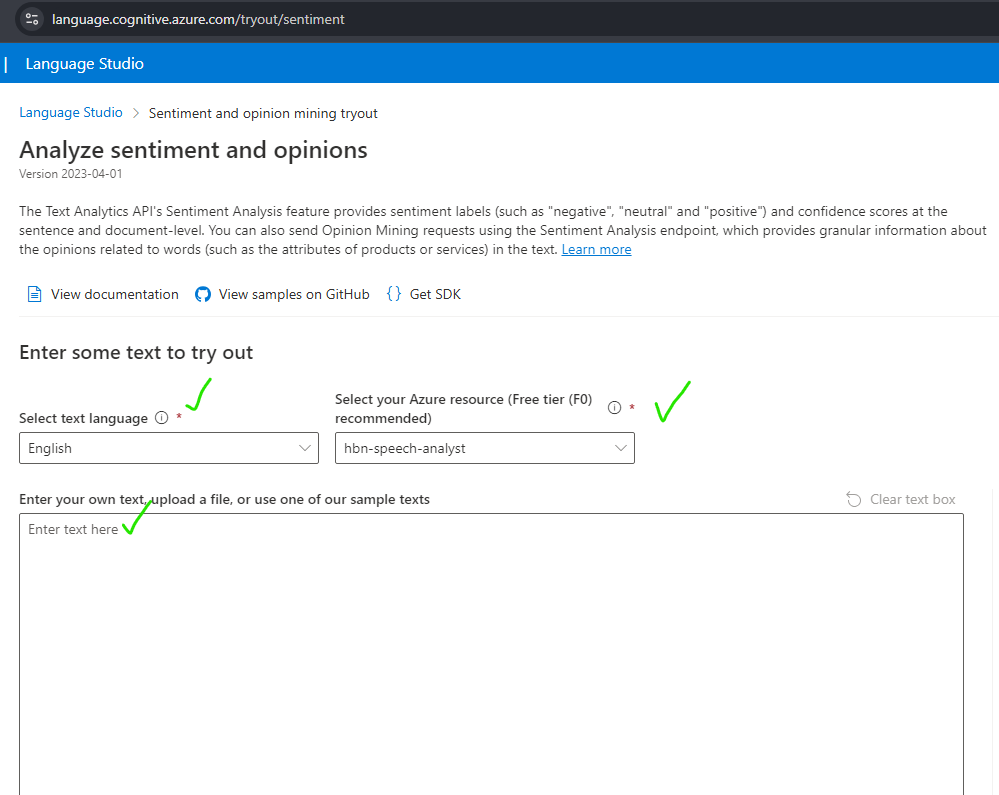 language.cognitive.azure.com/tryout/sentiment
| Language Studio
Language Studio > Sentiment and opinion mining tryout
Analyze sentiment and opinions
Version 2023-04-01
The Text Analytics API's Sentiment Analysis feature provides sentiment labels (such as "negative", "neutral" and "positive") and confidence scores at the
sentence and document-level. You can also send Opinion Mining requests using the Sentiment Analysis endpoint, which provides granular information about
the opinions related to words (such as the attributes of products or services) in the text. Learn more
View documentation View samples on GitHub {} Get SDK
Enter some text to try out
Select text language *
English
Select your Azure resource (Free tier (F0)
recommended) *
hbn-speech-analyst
Enter your own text, upload a file, or use one of our sample texts
Clear text box
Enter text here